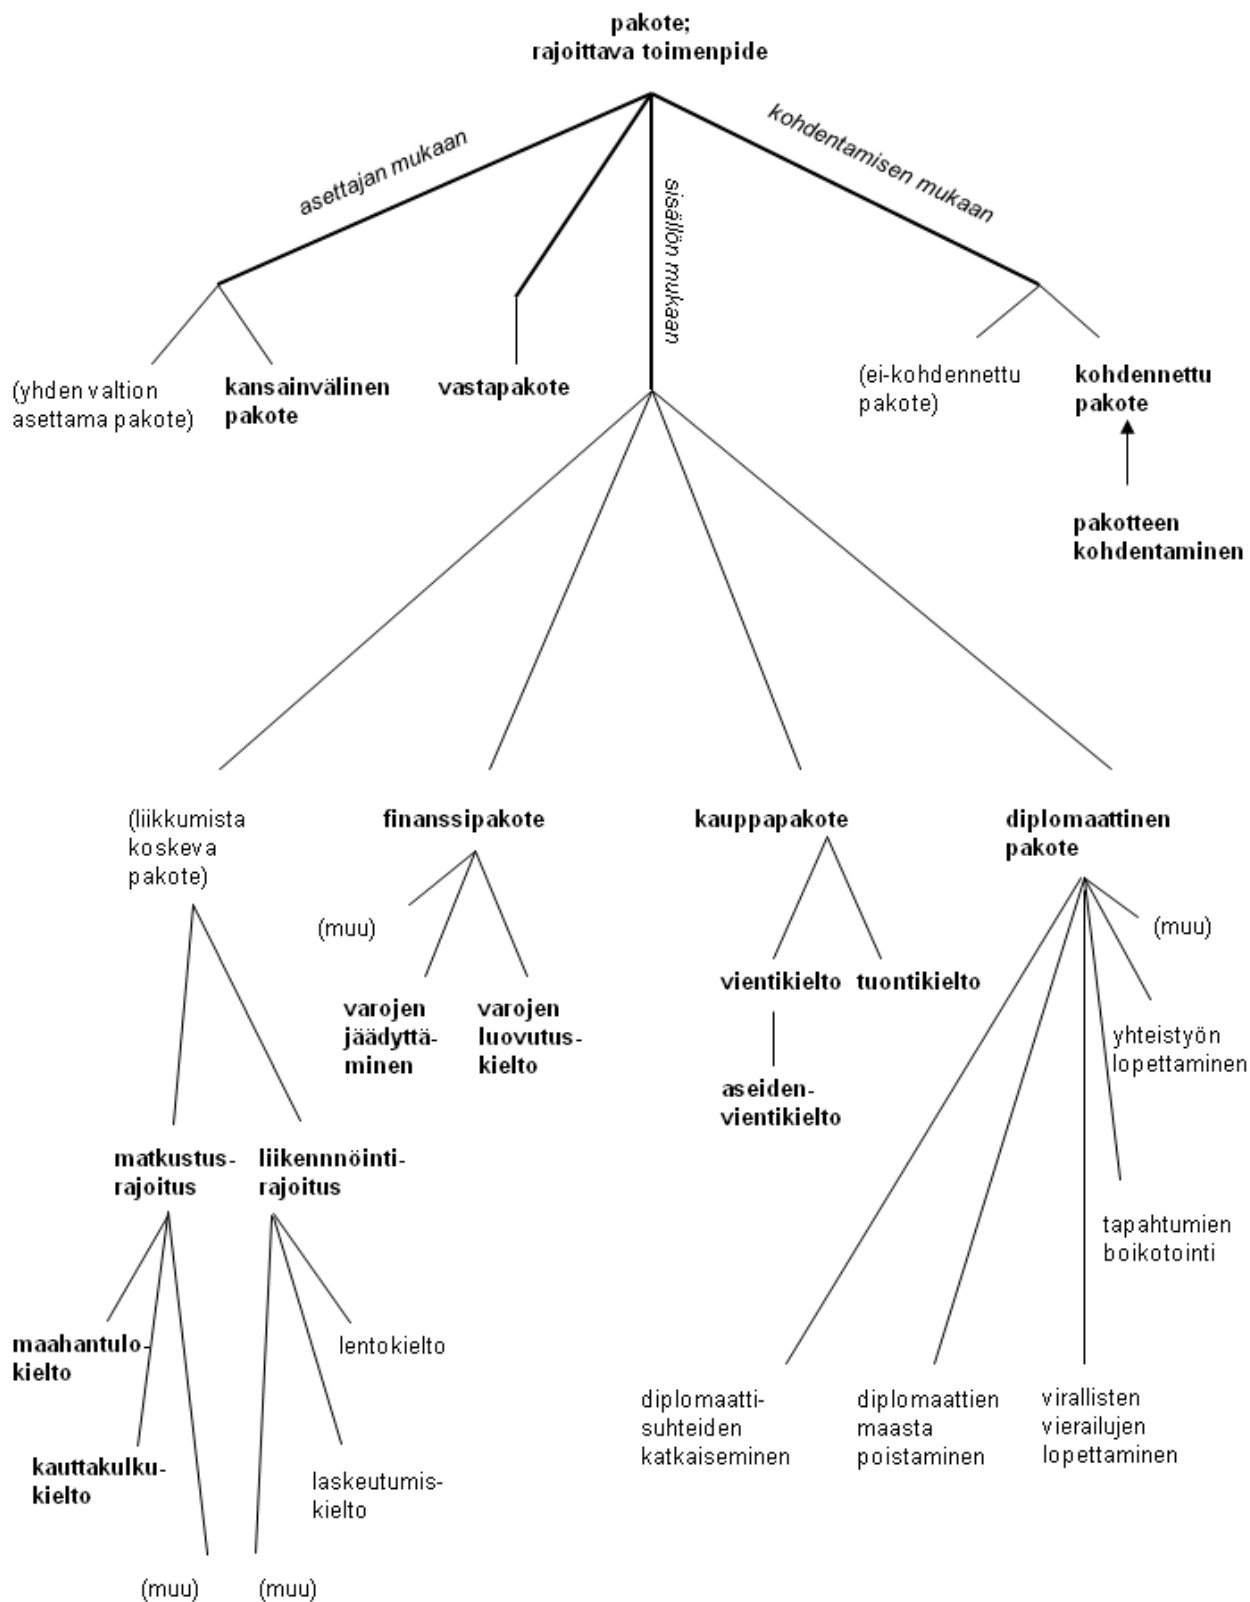 pakote;
rajoittava toimenpide
asettajan mukaan
sisällön mukaan
kohdentamisen mukaan
(yhden valtion
asettama pakote)
kansainvälinen
pakote
vastapakote
(ei-kohdennettu
pakote)
kohdennettu
pakote
pakotteen
kohdentaminen
(liikkumista
koskeva
pakote)
finanssipakote
kauppapakote
diplomaattinen
pakote
(muu)
varojen
jäädyttä-
minen
varojen
luovutus-
kielto
vientikielto
tuontikielto
aseiden-
vientikielto
(muu)
yhteistyön
lopettaminen
tapahtumien
boikotointi
matkustus-
rajoitus
liikennnöinti-
rajoitus
maahantulo-
kielto
lentokielto
kauttakulku-
kielto
laskeutumis-
kielto
(muu)
(muu)
diplomaatti-
suhteiden
katkaiseminen
diplomaattien
maasta
poistaminen
virallisten
vierailujen
lopettaminen